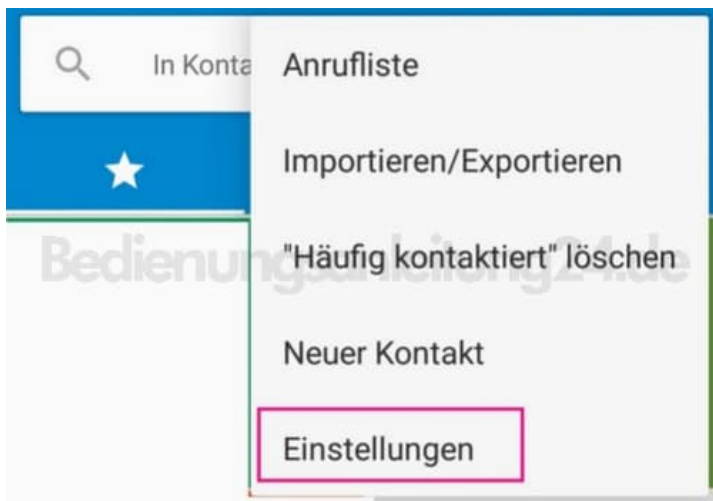 In Konta
Anrufliste
Importieren/Exportieren
"Häufig kontaktiert" löschen
Bedienungsanleitung24.de
Neuer Kontakt
Einstellungen